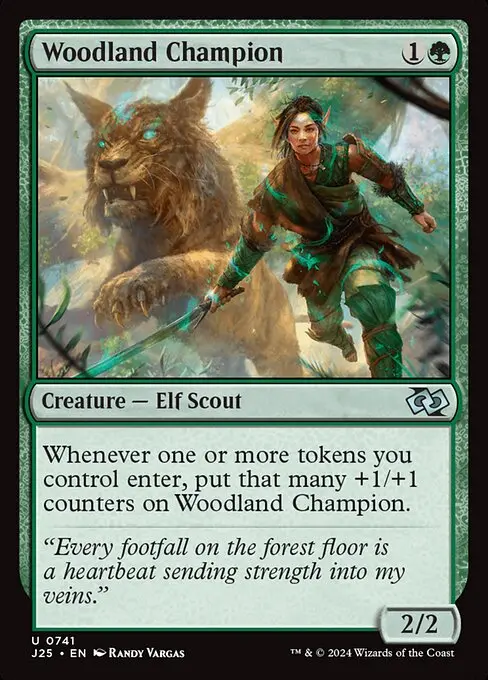 Woodland Champion 1
Creature — Elf Scout
Whenever one or more tokens you
control enter, put that many +1/+1
counters on Woodland Champion.
“Every footfall on the forest floor is
a heartbeat sending strength into my
veins.”
2/2
U 0741
J25 • EN Randy Vargas
™ & © 2024 Wizards of the Coast